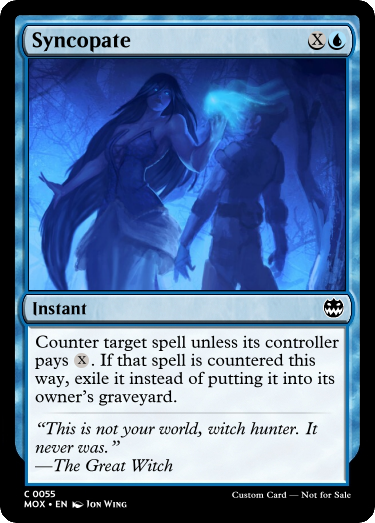 Syncopate X
Instant
Counter target spell unless its controller
pays X. If that spell is countered this
way, exile it instead of putting it into its
owner's graveyard.
"This is not your world, witch hunter. It
never was."
—The Great Witch
C 0055
MOX • EN Jon Wing
Custom Card — Not for Sale